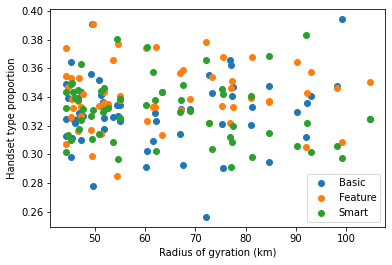 0.40
0.38
0.36
0.34
0.32
0.30
0.28
0.26
Handset type proportion
50
60
70
80
90
100
Radius of gyration (km)
Basic
Feature
Smart